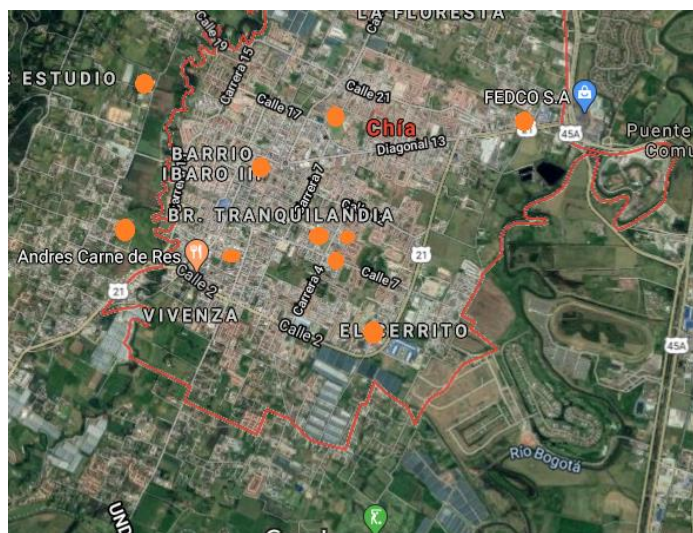 LA FLORESTA
Calle 19
Carrera 15
E ESTUDIO
Calle 21
Calle 17
FEDCO S.A
Chía
21
45A
Diagonal 13
Puente
Comu
BARRIO
IBARO III
Carrera 7
BR. TRANQUILANDIA
Andres Carne de Res
21
Calle 2
21
Calle 7
Carrera 4
VIVENZA
Calle 2
EL CERRITO
45A
Río Bogotá